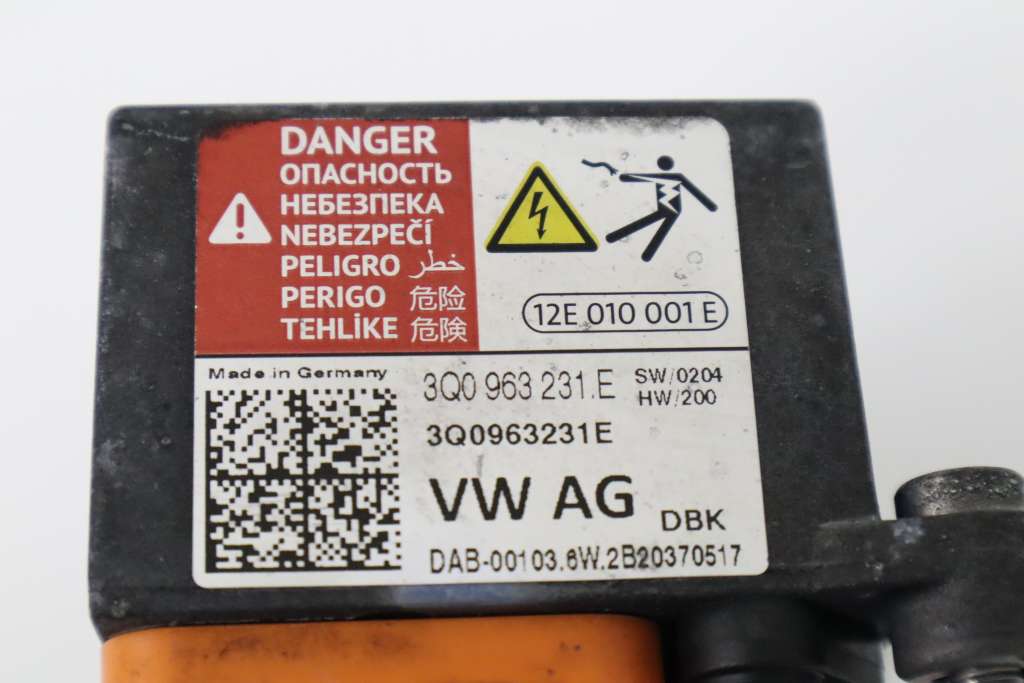 DANGER
ОПАСНОСТЬ
НЕБЕЗПЕКА
NEBEZPEČÍ
PELIGRO خطر
PERIGO 危险
TEHLİKE 危険
12E 010 001 E
Made in Germany
3Q0 963 231.E
SW/0204
HW/200
3Q0963231E
VW AG
DBK
DAB-00103.6W.2B20370517